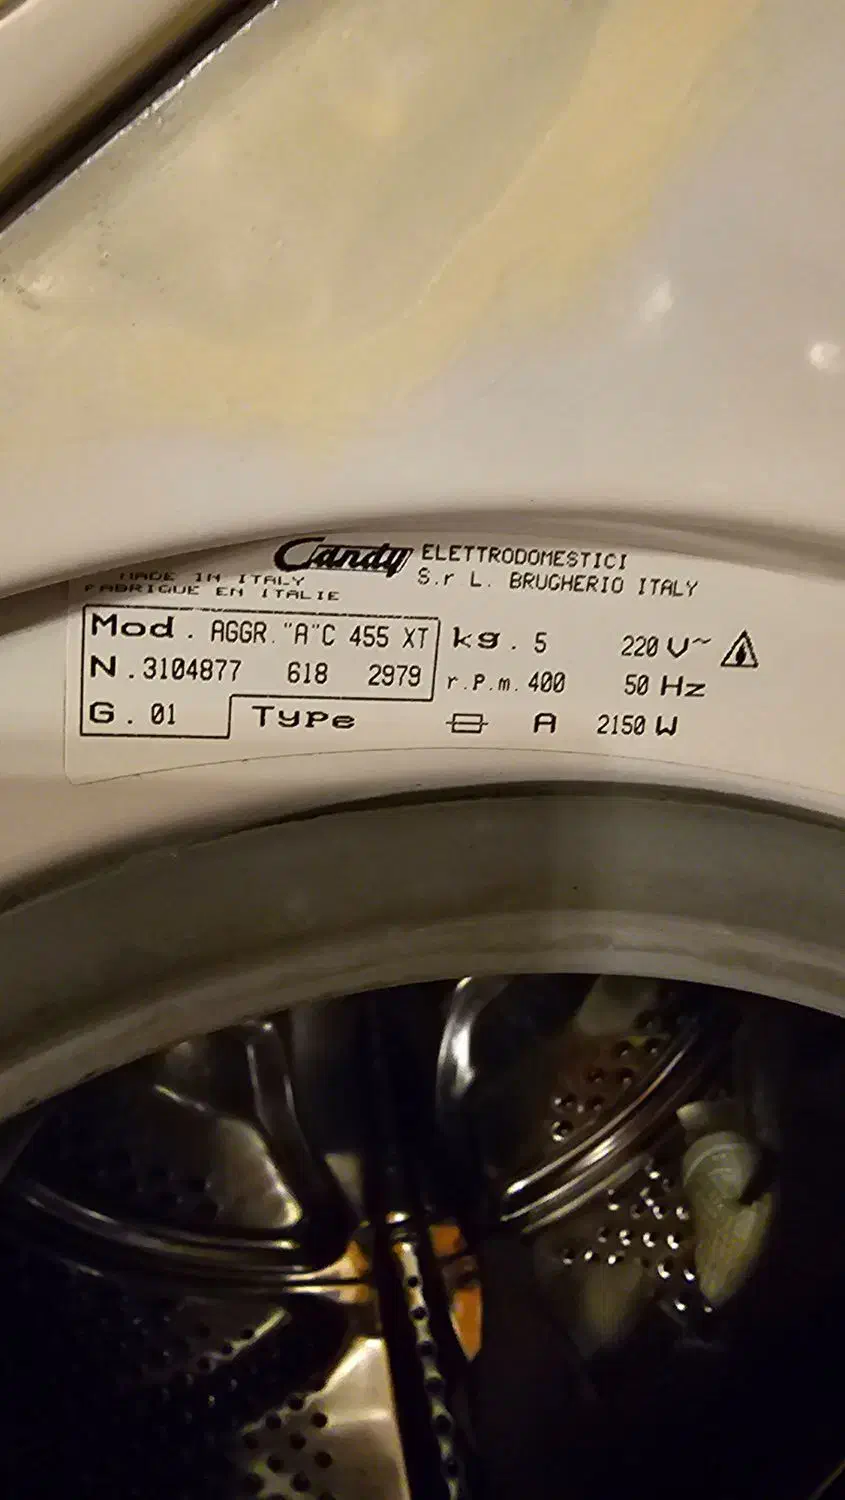 Candy ELETTRODOMESTICI
S.r L. BRUGHERIO ITALY
MADE IN ITALY
FABRIQUE EN ITALIE
Mod. AGGR. "A"C 455 XT kg. 5 220 V~
N.3104877 618 2979 r.P.m. 400 50 Hz
G. 01 Type A 2150 W